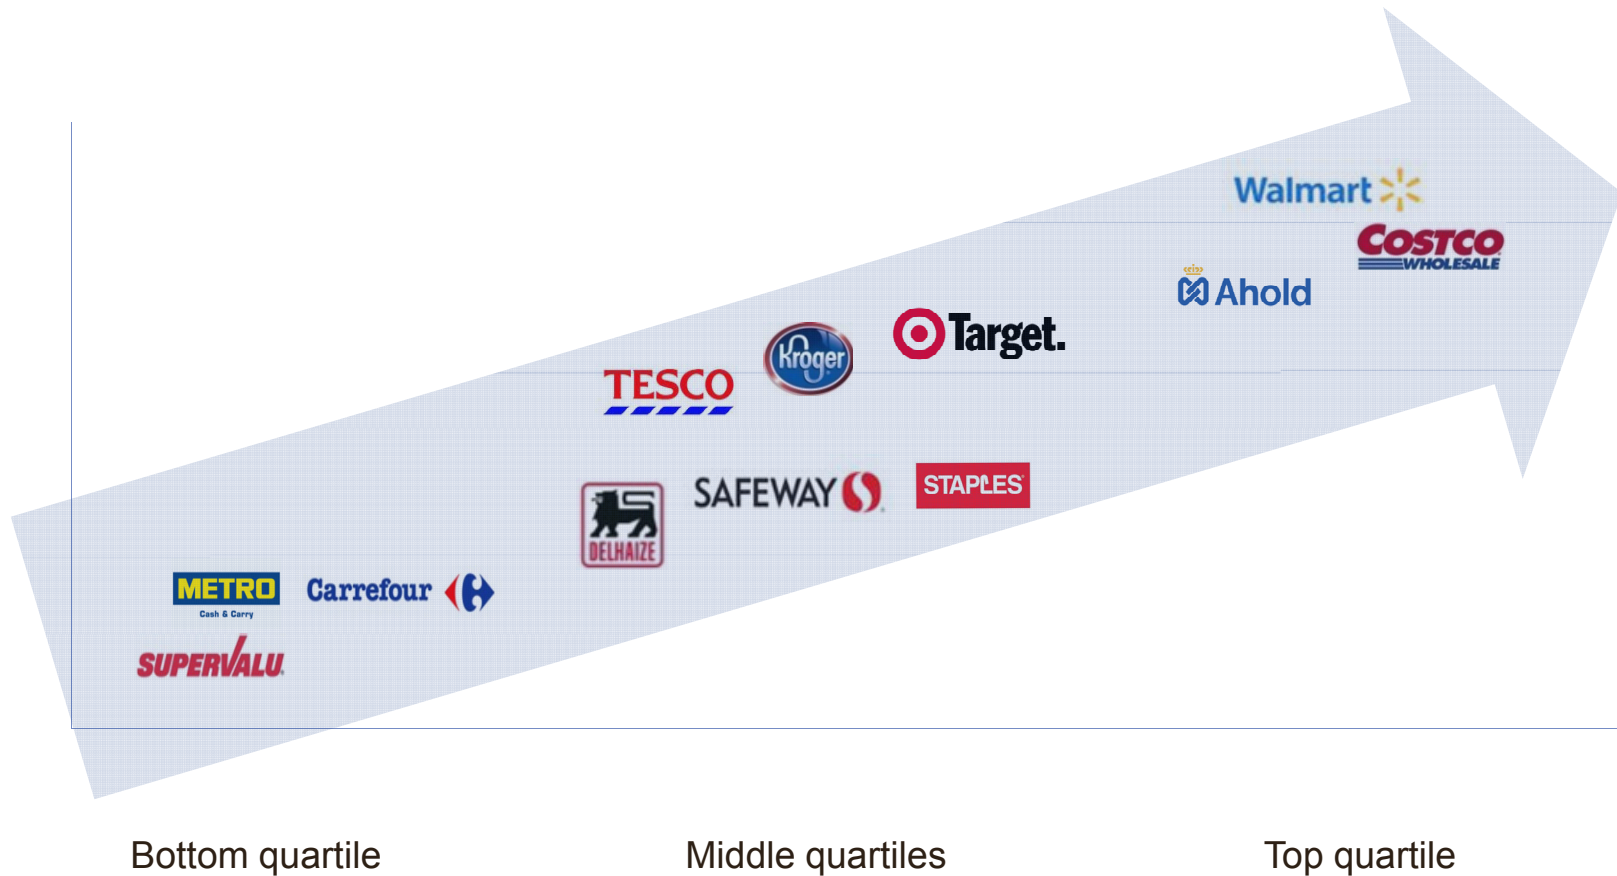 Walmart
COSTCO
WHOLESALE
Ahold
Target.
Kroger
TESCO
SAFEWAY
STAPLES
DELHAIZE
METRO
Cash & Carry
Carrefour
SUPERVALU
Bottom quartile
Middle quartiles
Top quartile